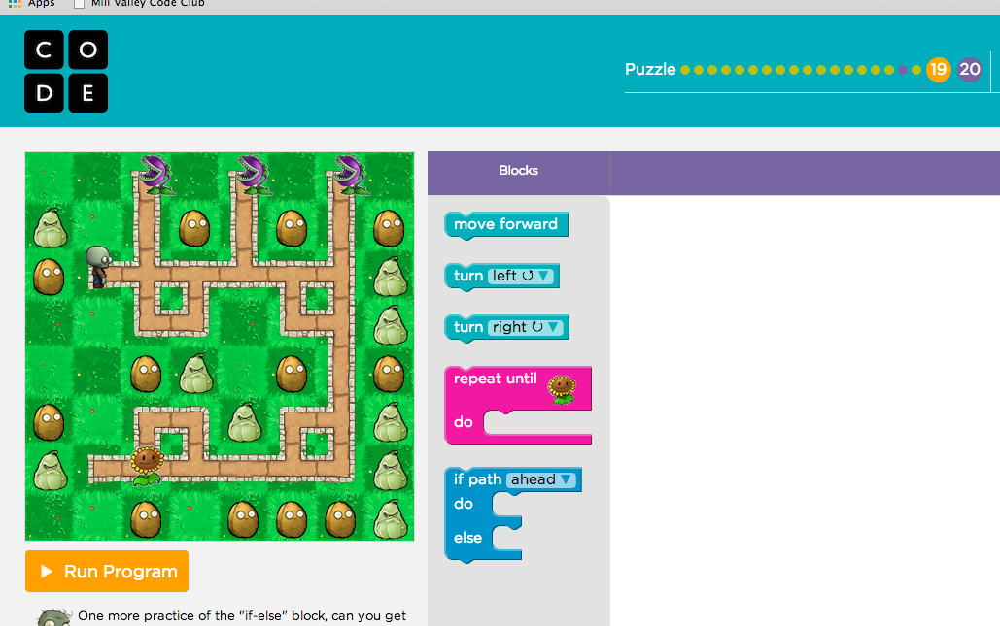 Apps Mill Valley Code Club
C O
D E
Puzzle 19 20
Blocks
move forward
turn left ↺ ▼
turn right ↻ ▼
repeat until
do
if path ahead ▼
do
else
Run Program
One more practice of the "if-else" block, can you get